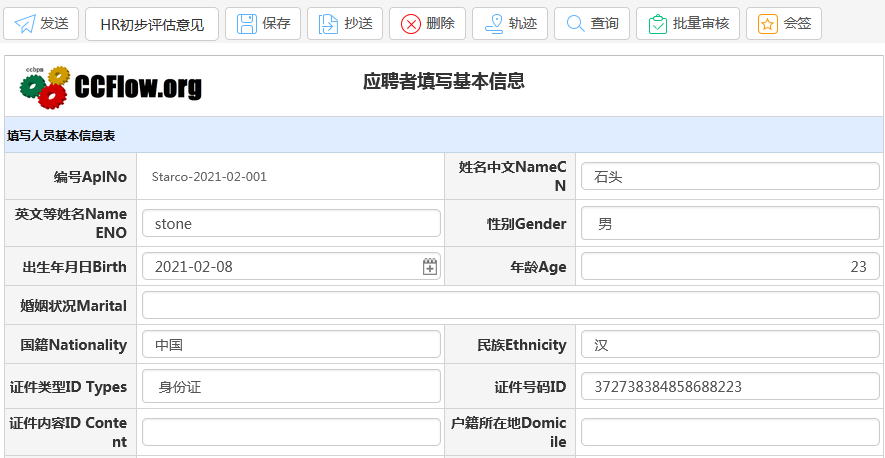 发送 HR初步评估意见 保存 抄送 删除 轨迹 查询 批量审核 会签
ccbpm
CCFlow.org
应聘者填写基本信息
填写人员基本信息表
编号AplNo Starco-2021-02-001 姓名中文NameC
N 石头
英文等姓名Name
ENO stone 性别Gender 男
出生年月日Birth 2021-02-08 年龄Age 23
婚姻状况Marital
国籍Nationality 中国 民族Ethnicity 汉
证件类型ID Types 身份证 证件号码ID 372738384858688223
证件内容ID Conte
nt 户籍所在地Domic
ile